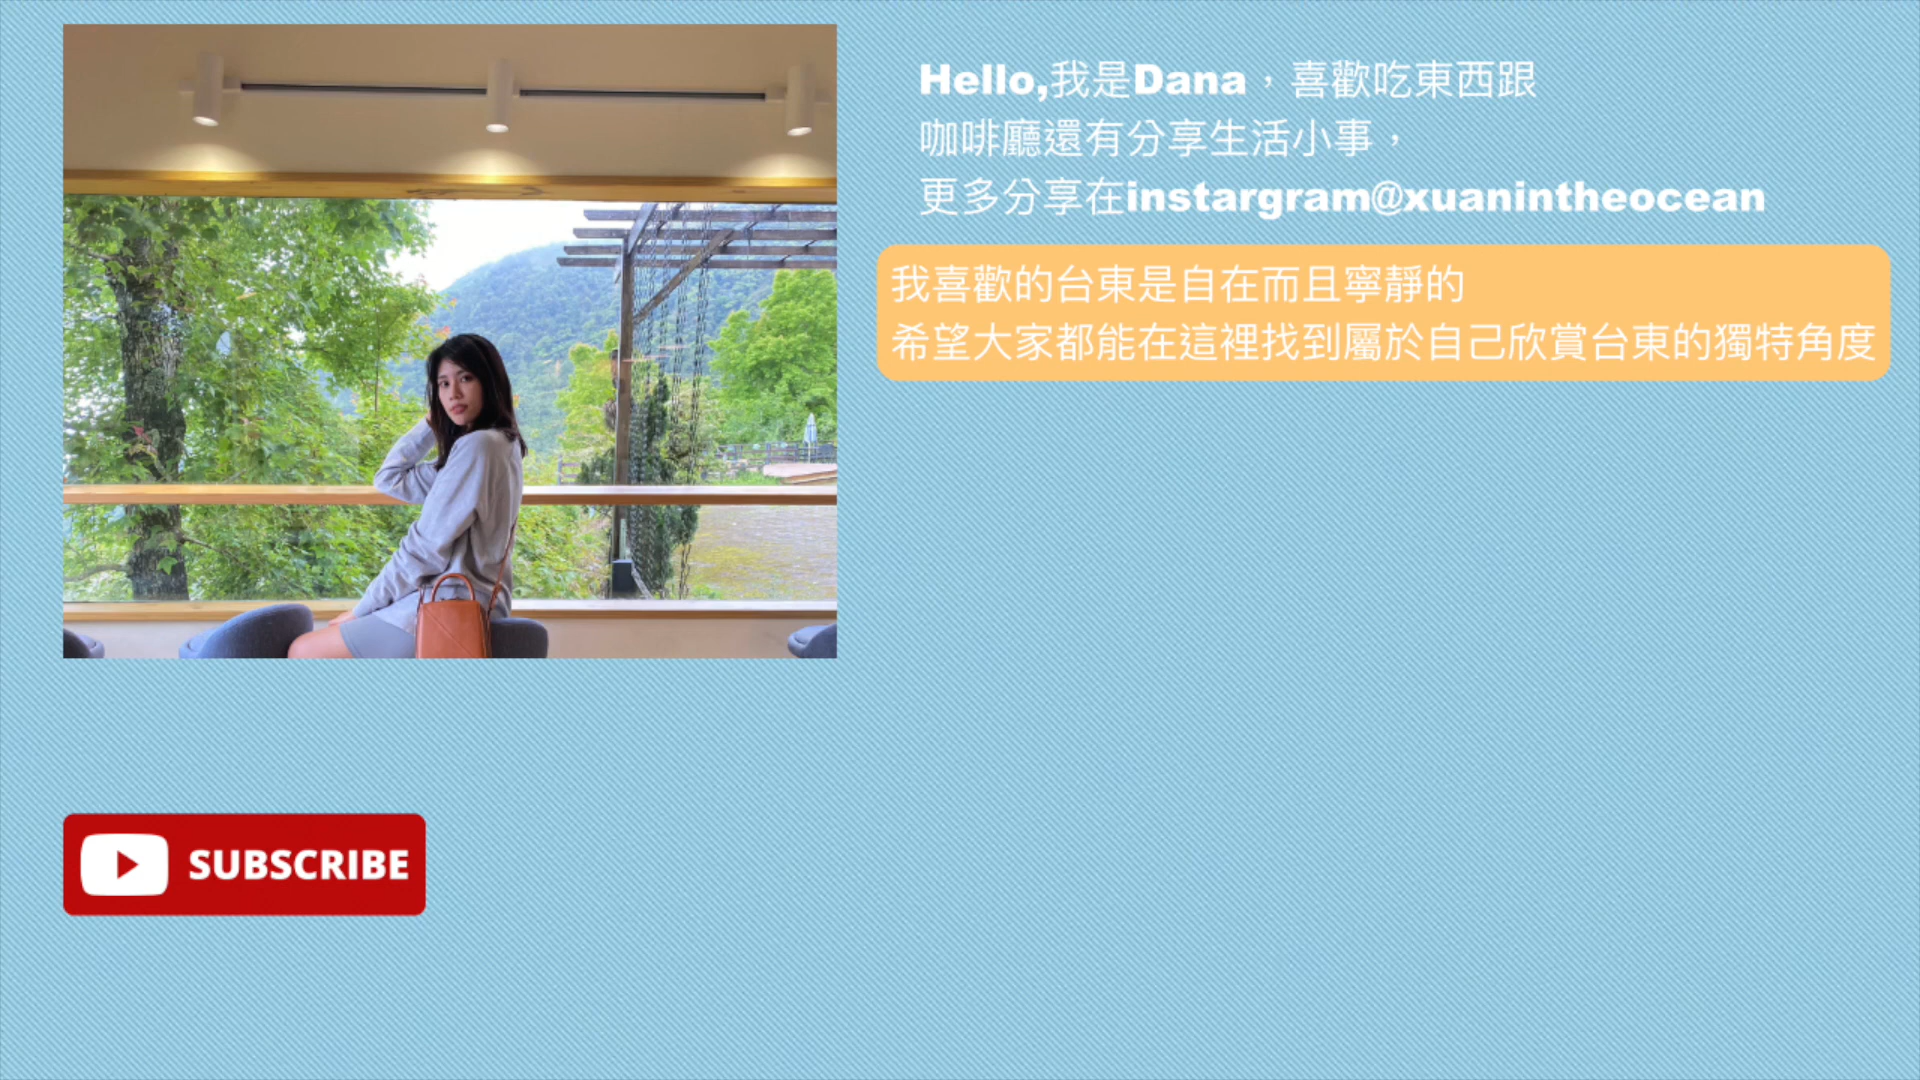 Hello,我是Dana，喜歡吃東西跟
咖啡廳還有分享生活小事，
更多分享在instargram@xuanintheocean
我喜歡的台東是自在而且寧靜的
希望大家都能在這裡找到屬於自己欣賞台東的獨特角度
SUBSCRIBE